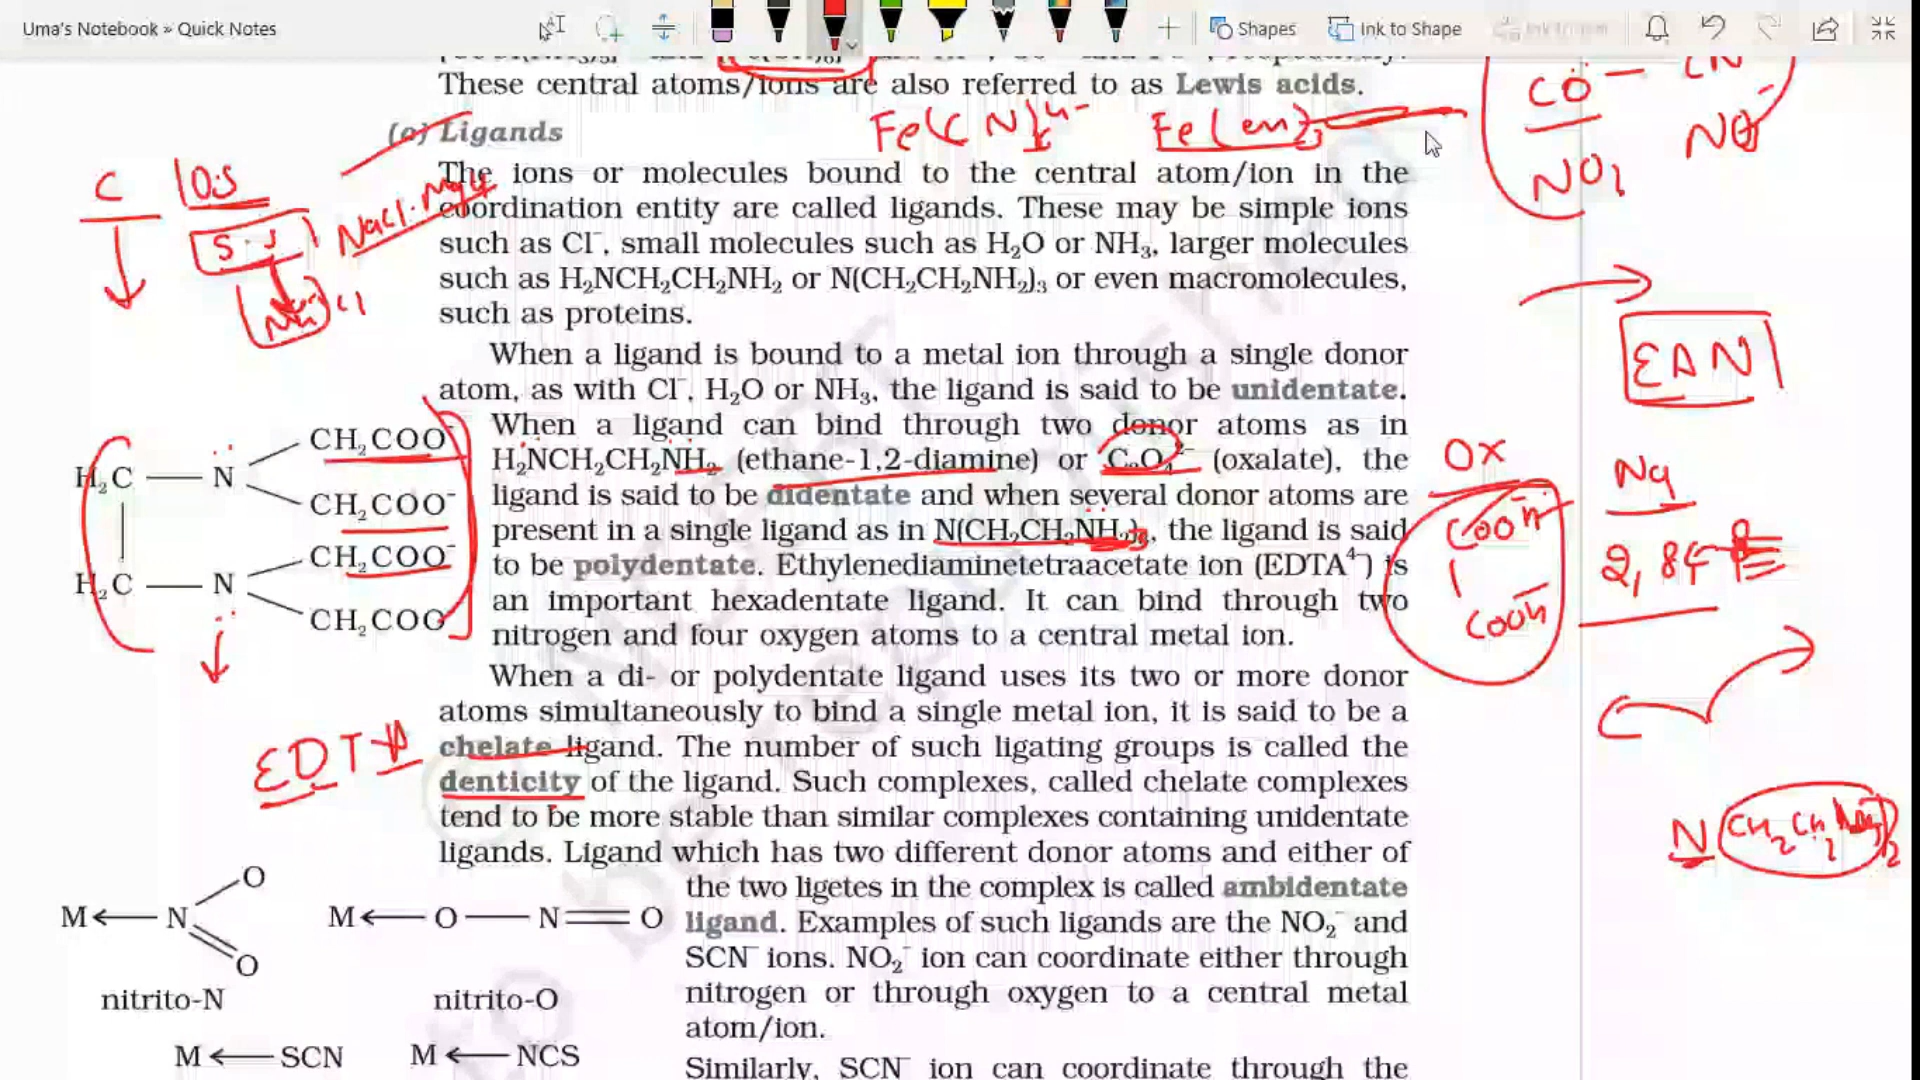 Uma's Notebook » Quick Notes
Shapes
Ink to Shape
These central atoms/ions are also referred to as Lewis acids.
Fe(CN)₆⁴⁻ Fe(en)₃
CO
CN⁻
NO₂
(c) Ligands
The ions or molecules bound to the central atom/ion in the
coordination entity are called ligands. These may be simple ions
such as Cl⁻, small molecules such as H₂O or NH₃, larger molecules
such as H₂NCH₂CH₂NH₂ or N(CH₂CH₂NH₂)₃ or even macromolecules,
such as proteins.
C
NaCl.Mg
EAN
When a ligand is bound to a metal ion through a single donor
atom, as with Cl⁻, H₂O or NH₃, the ligand is said to be unidentate.
When a ligand can bind through two donor atoms as in
H₂NCH₂CH₂NH₂ (ethane-1,2-diamine) or C₂O₄²⁻ (oxalate), the
ligand is said to be didentate and when several donor atoms are
present in a single ligand as in N(CH₂CH₂NH₂)₃, the ligand is said
to be polydentate. Ethylenediaminetetraacetate ion (EDTA⁴⁻) is
an important hexadentate ligand. It can bind through two
nitrogen and four oxygen atoms to a central metal ion.
CH₂COO⁻
H₂C — N
CH₂COO⁻
CH₂COO⁻
H₂C — N
CH₂COO
OX
COO
COO
Na
2,8
When a di- or polydentate ligand uses its two or more donor
atoms simultaneously to bind a single metal ion, it is said to be a
chelate ligand. The number of such ligating groups is called the
denticity of the ligand. Such complexes, called chelate complexes
tend to be more stable than similar complexes containing unidentate
ligands. Ligand which has two different donor atoms and either of
the two ligetes in the complex is called ambidentate
ligand. Examples of such ligands are the NO₂⁻ and
SCN⁻ ions. NO₂⁻ ion can coordinate either through
nitrogen or through oxygen to a central metal
atom/ion.
Similarly, SCN⁻ ion can coordinate through the
EDTA
N(CH₂CH₂
O
M ← N
O
nitrito-N
M ← O — N = O
nitrito-O
M ← SCN
M ← NCS